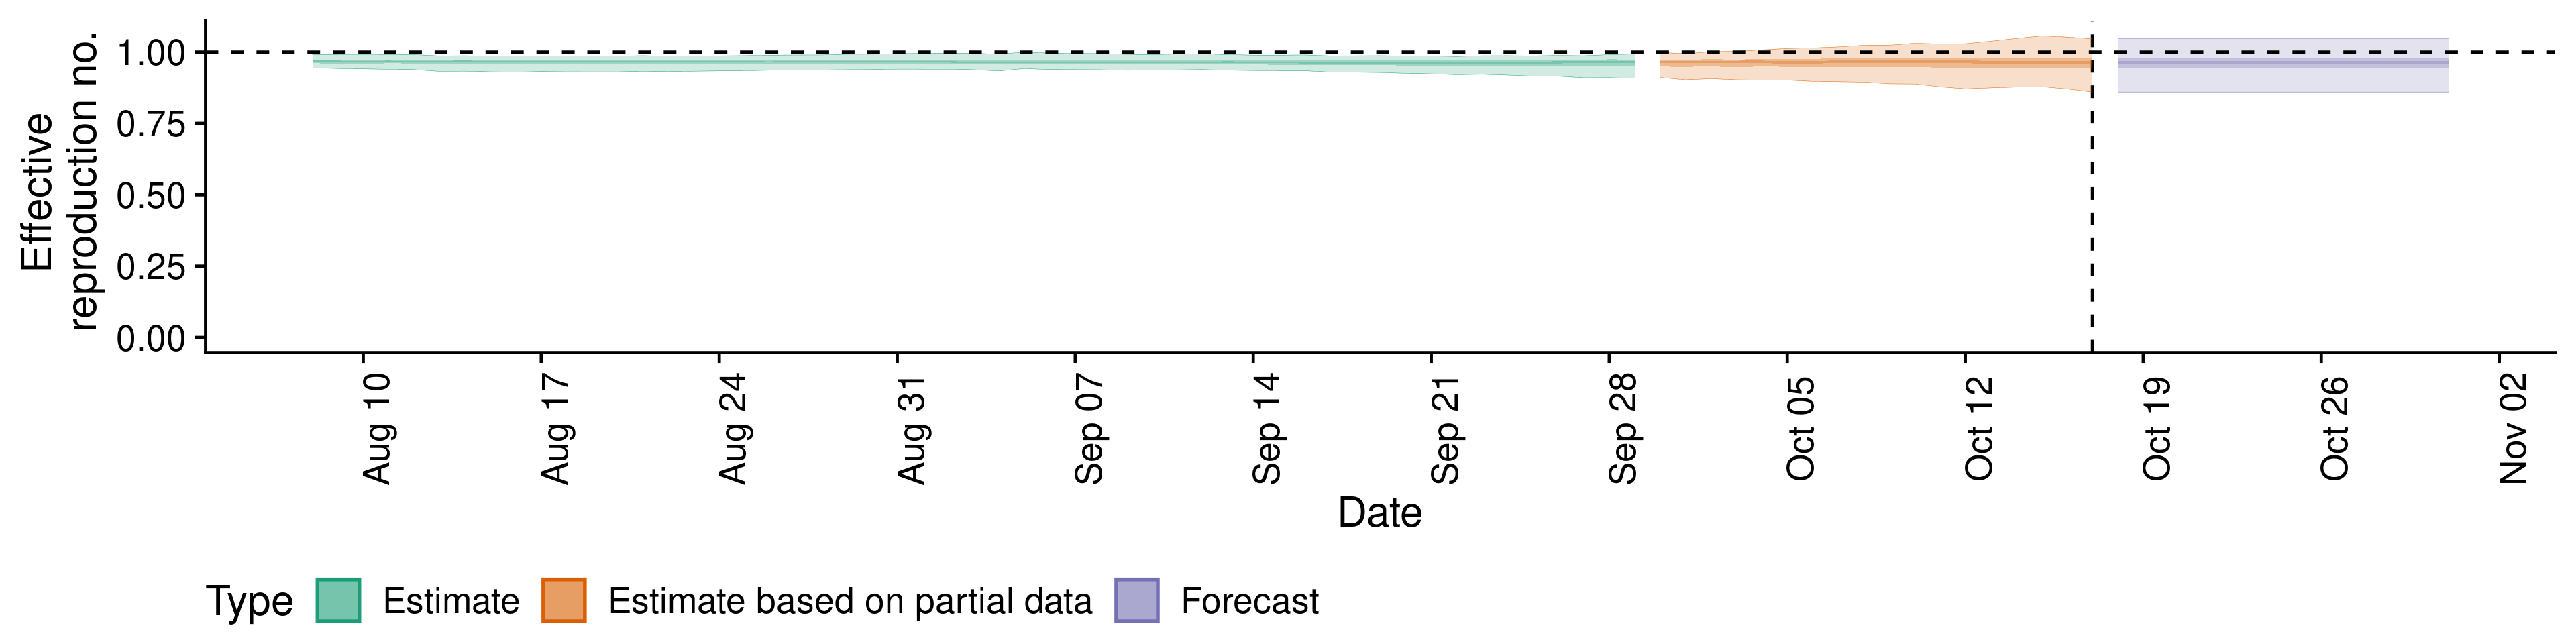 Effective
reproduction no.
1.00
0.75
0.50
0.25
0.00
Aug 10
Aug 17
Aug 24
Aug 31
Sep 07
Sep 14
Sep 21
Sep 28
Oct 05
Oct 12
Oct 19
Oct 26
Nov 02
Date
Type Estimate Estimate based on partial data Forecast